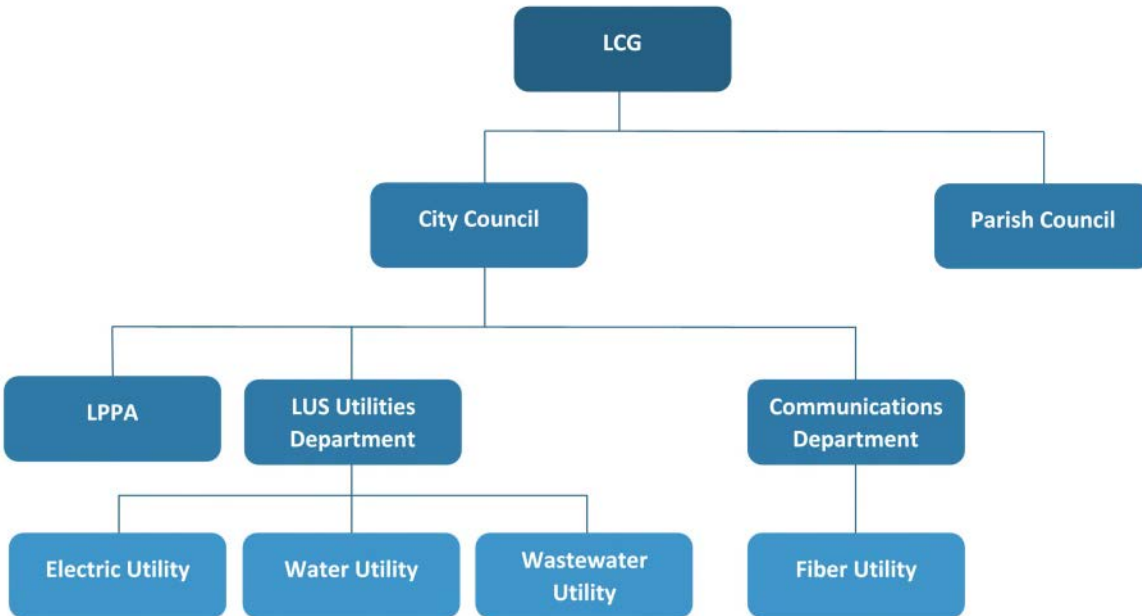 LCG
City Council
Parish Council
LPPA
LUS Utilities
Department
Communications
Department
Electric Utility
Water Utility
Wastewater
Utility
Fiber Utility